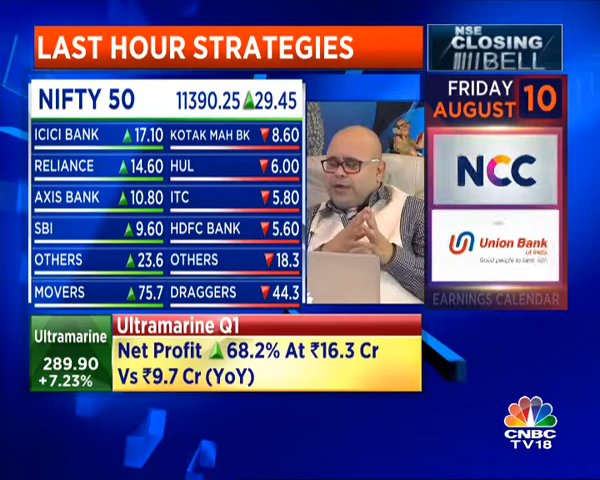 LAST HOUR STRATEGIES
NSE
CLOSING
BELL
NIFTY 50 11390.25 ▲29.45
ICICI BANK ▲17.10 KOTAK MAH BK ▼8.60
RELIANCE ▲14.60 HUL ▼6.00
AXIS BANK ▲10.80 ITC ▼5.80
SBI ▲9.60 HDFC BANK ▼5.60
OTHERS ▲23.6 OTHERS ▼18.3
MOVERS ▲75.7 DRAGGERS ▼44.3
FRIDAY
AUGUST 10
NCC
Union Bank
of India
Good people to bank with
EARNINGS CALENDAR
Ultramarine
289.90
+7.23%
Ultramarine Q1
Net Profit ▲68.2% At ₹16.3 Cr
Vs ₹9.7 Cr (YoY)
CNBC
TV18